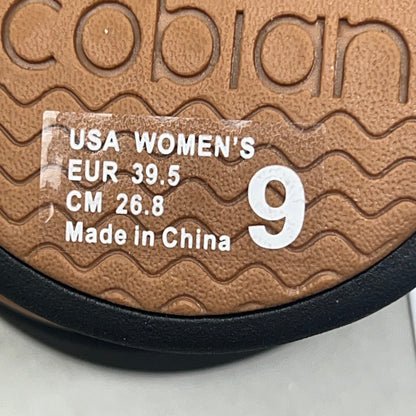 cobian
USA WOMEN'S
EUR 39.5
CM 26.8
Made in China
9